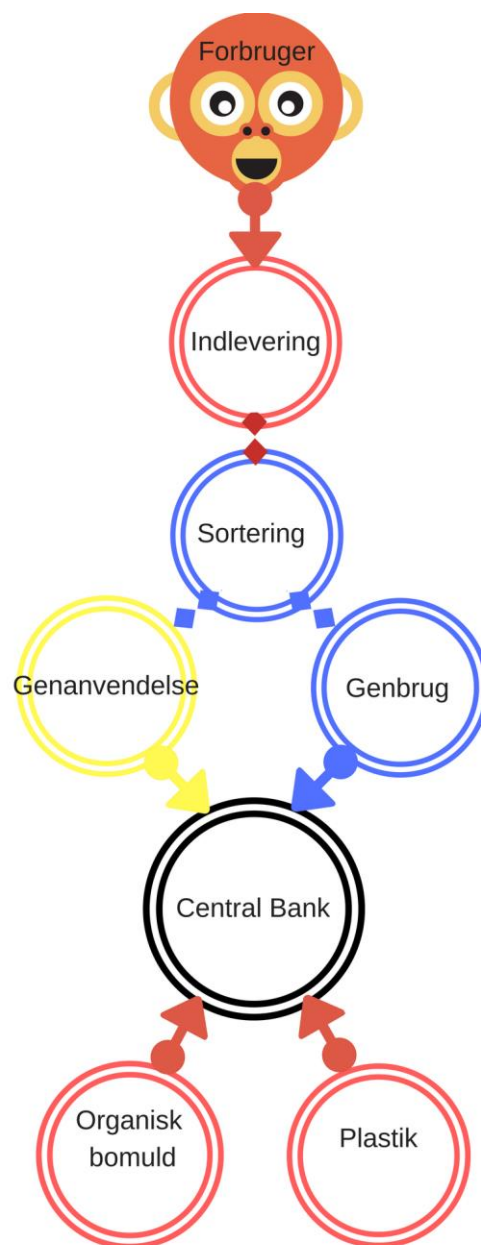 Forbruger
Indlevering
Sortering
Genanvendelse
Genbrug
Central Bank
Organisk
bomuld
Plastik